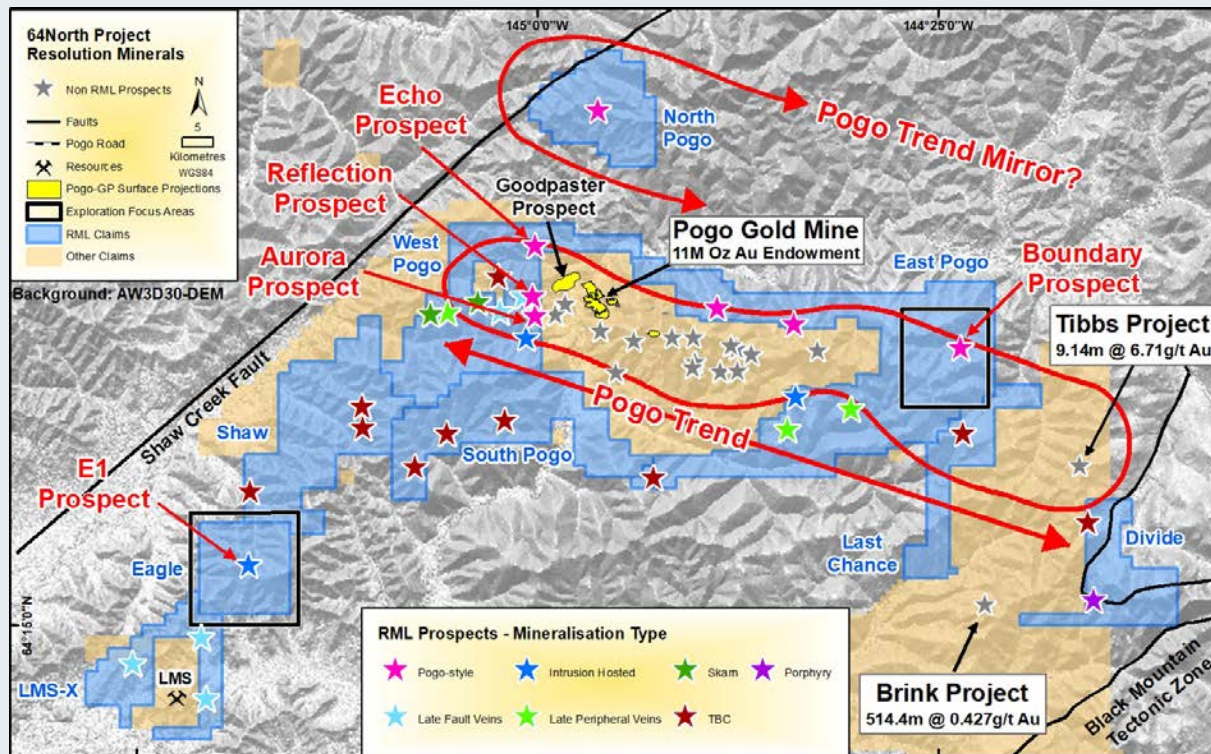 64North Project
Resolution Minerals
Non RML Prospects
Faults
Pogo Road
Resources
Pogo-GP Surface Projections
Exploration Focus Areas
RML Claims
Other Claims
N
5
Kilometres
WGS84
Background: AW3D30-DEM
145°0'0"W
144°25'0"W
64°15'0"N
Echo
Prospect
Reflection
Prospect
Aurora
Prospect
Goodpaster
Prospect
North
Pogo
Pogo Trend Mirror?
West
Pogo
Pogo Gold Mine
11M Oz Au Endowment
East Pogo
Boundary
Prospect
Tibbs Project
9.14m @ 6.71g/t Au
Shaw Creek Fault
Shaw
South Pogo
Pogo Trend
E1
Prospect
Eagle
Last
Chance
Divide
LMS-X
LMS
Brink Project
514.4m @ 0.427g/t Au
Black Mountain
Tectonic Zone
RML Prospects - Mineralisation Type
Pogo-style
Intrusion Hosted
Skarn
Porphyry
Late Fault Veins
Late Peripheral Veins
TBC